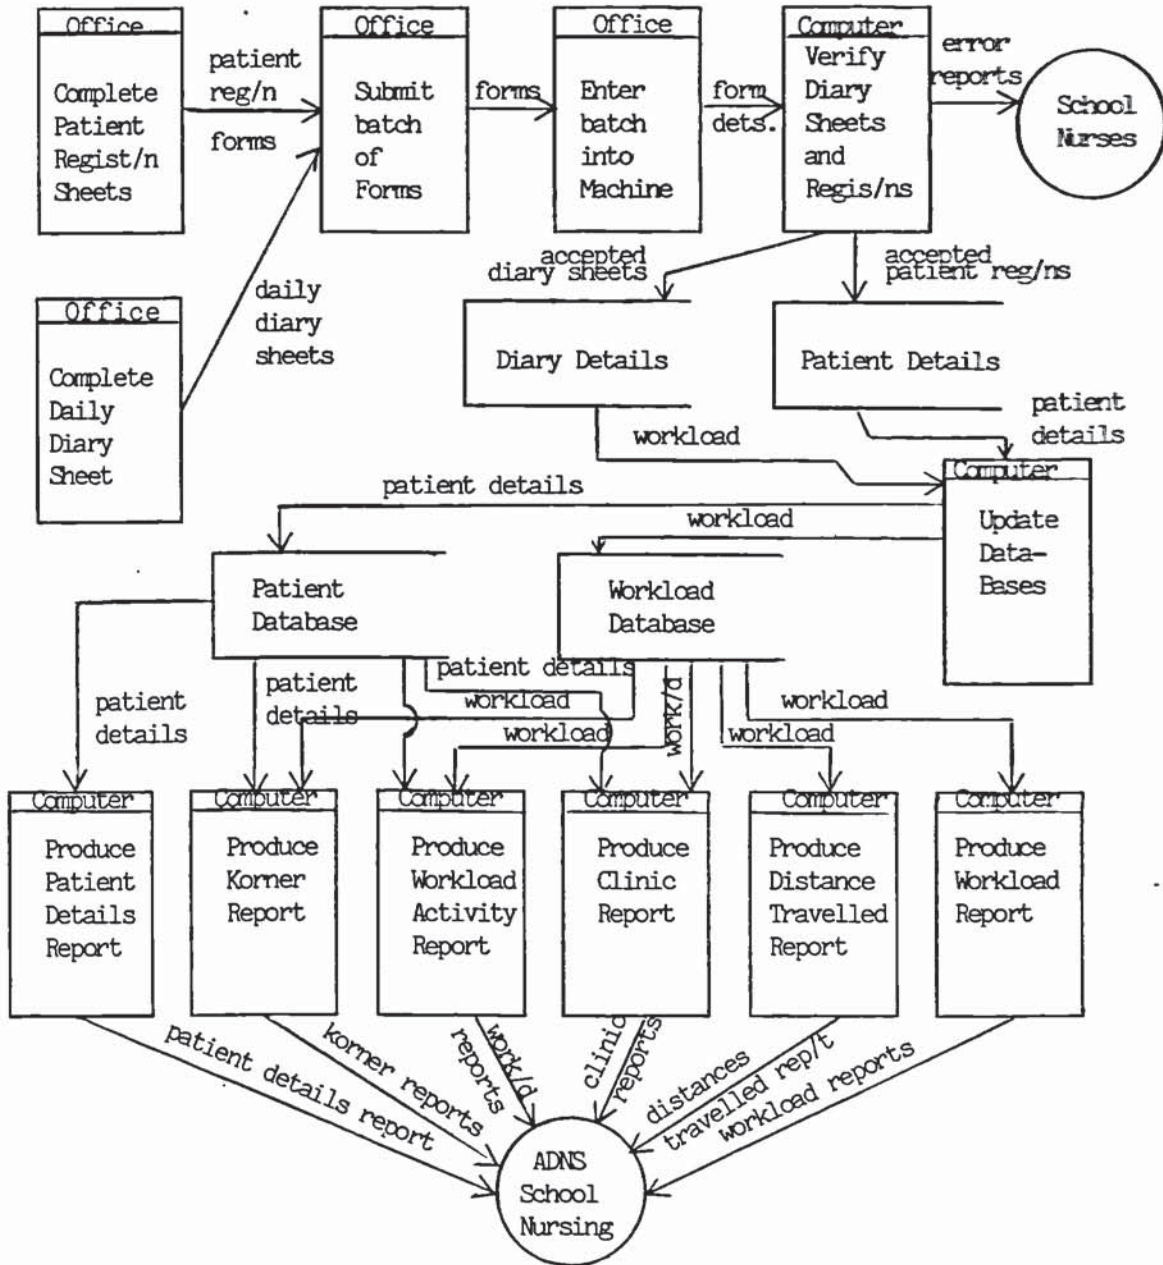 Office
Complete
Patient
Regist/n
Sheets
patient
reg/n
forms
Office
Submit
batch
of
Forms
forms
Office
Enter
batch
into
Machine
form
dets.
Computer
Verify
Diary
Sheets
and
Regis/ns
error
reports
School
Nurses
Office
Complete
Daily
Diary
Sheet
daily
diary
sheets
accepted
diary sheets
accepted
patient reg/ns
Diary Details
Patient Details
workload
patient
details
Computer
Update
Data-
Bases
patient details
workload
Patient
Database
Workload
Database
patient
details
patient
details
patient details
workload
workload
work/d
workload
workload
Computer
Produce
Patient
Details
Report
Computer
Produce
Korner
Report
Computer
Produce
Workload
Activity
Report
Computer
Produce
Clinic
Report
Computer
Produce
Distance
Travelled
Report
Computer
Produce
Workload
Report
patient details report
korner reports
work/d
reports
clinic
reports
distances
travelled rep/t
workload reports
ADNS
School
Nursing